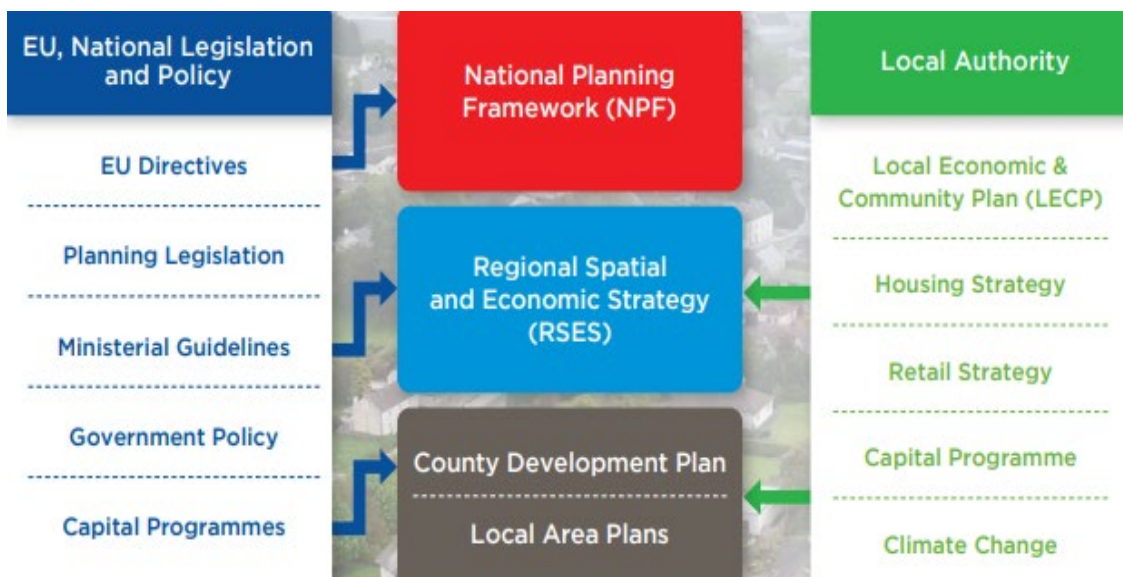 EU, National Legislation
and Policy
EU Directives
Planning Legislation
Ministerial Guidelines
Government Policy
Capital Programmes
National Planning
Framework (NPF)
Regional Spatial
and Economic Strategy
(RSES)
County Development Plan
Local Area Plans
Local Authority
Local Economic &
Community Plan (LECP)
Housing Strategy
Retail Strategy
Capital Programme
Climate Change